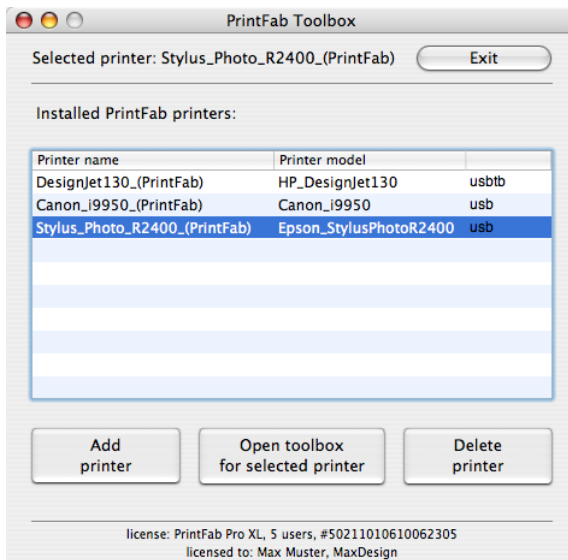 PrintFab Toolbox
Selected printer: Stylus_Photo_R2400_(PrintFab) Exit
Installed PrintFab printers:
Printer name Printer model
DesignJet130_(PrintFab) HP_DesignJet130 usbtb
Canon_i9950_(PrintFab) Canon_i9950 usb
Stylus_Photo_R2400_(PrintFab) Epson_StylusPhotoR2400 usb
Add printer
Open toolbox for selected printer
Delete printer
license: PrintFab Pro XL, 5 users, #50211010610062305
licensed to: Max Muster, MaxDesign